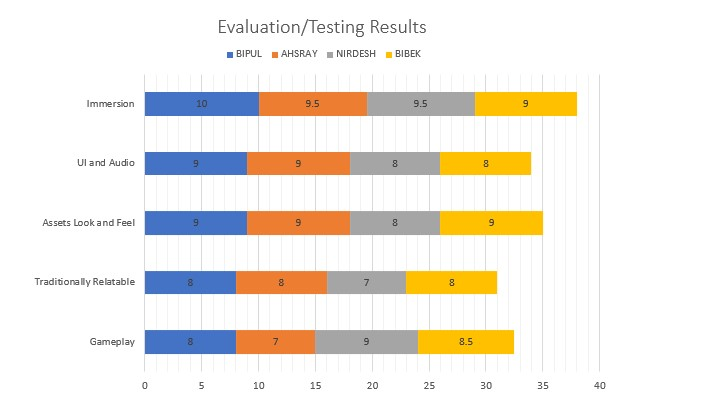 Evaluation/Testing Results
BIPUL AHSRAY NIRDESH BIBEK
Immersion 10 9.5 9.5 9
UI and Audio 9 9 8 8
Assets Look and Feel 9 9 8 9
Traditionally Relatable 8 8 7 8
Gameplay 8 7 9 8.5
0 5 10 15 20 25 30 35 40